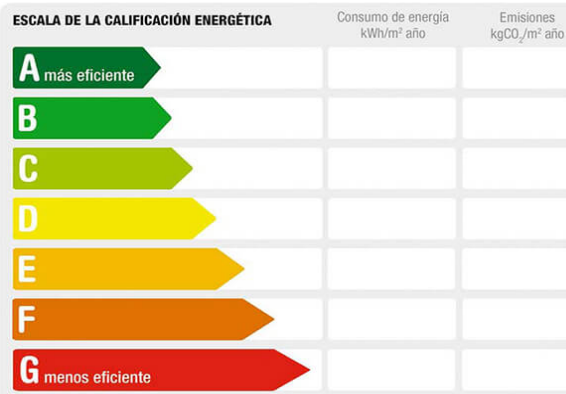 ESCALA DE LA CALIFICACIÓN ENERGÉTICA
Consumo de energía
kWh/m² año
Emisiones
kgCO₂/m² año
A más eficiente
B
C
D
E
F
G menos eficiente